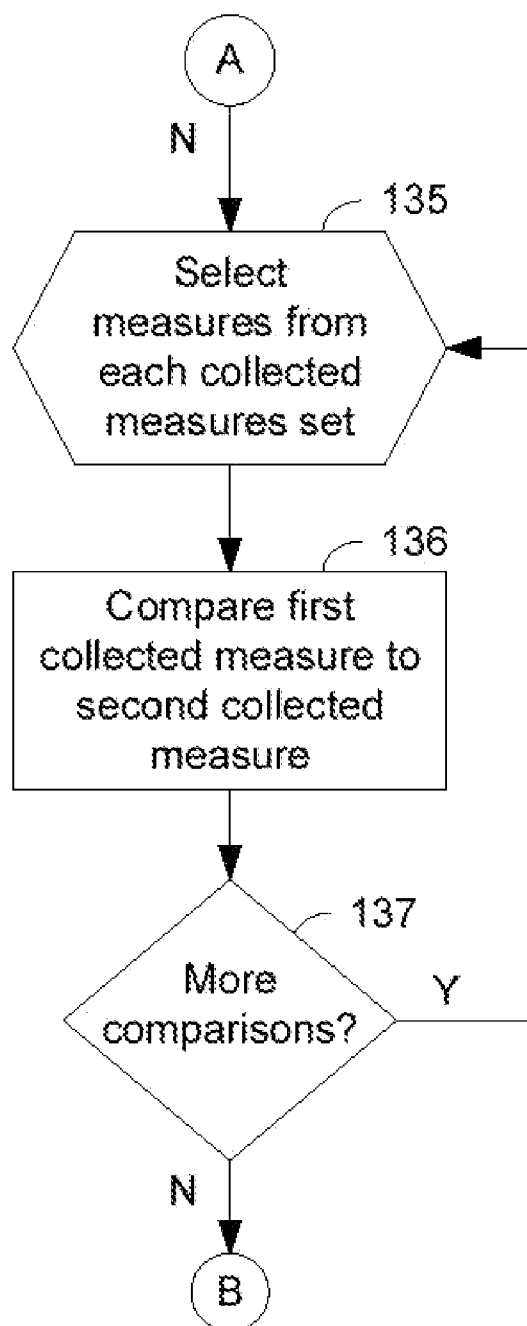 A
N
135
Select
measures from
each collected
measures set
136
Compare first
collected measure to
second collected
measure
137
More
comparisons?
Y
N
B